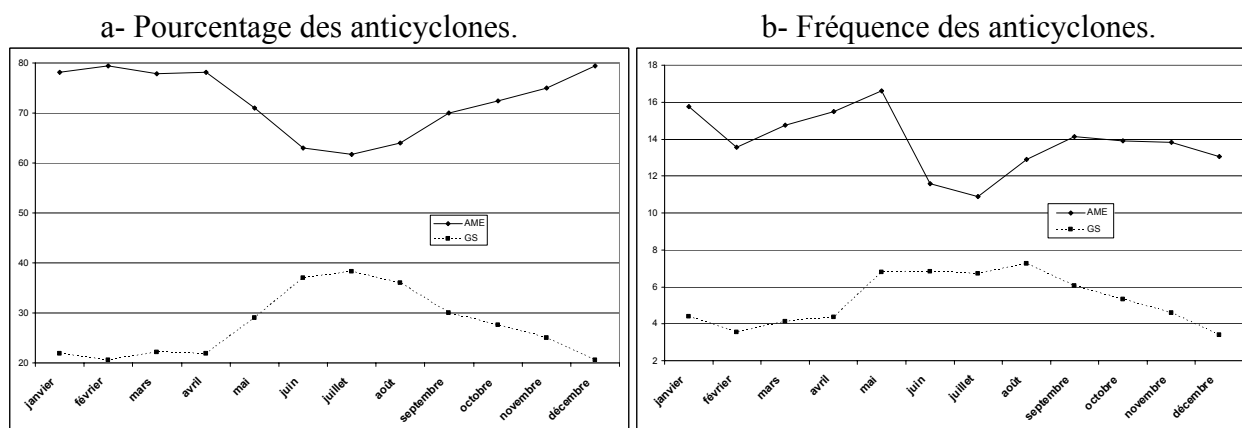 a- Pourcentage des anticyclones.
80
70
60
50
40
30
20
AME
GS
janvier
février
mars
avril
mai
juin
juillet
août
septembre
octobre
novembre
décembre
b- Fréquence des anticyclones.
18
16
14
12
10
8
6
4
2
AME
GS
janvier
février
mars
avril
mai
juin
juillet
août
septembre
octobre
novembre
décembre